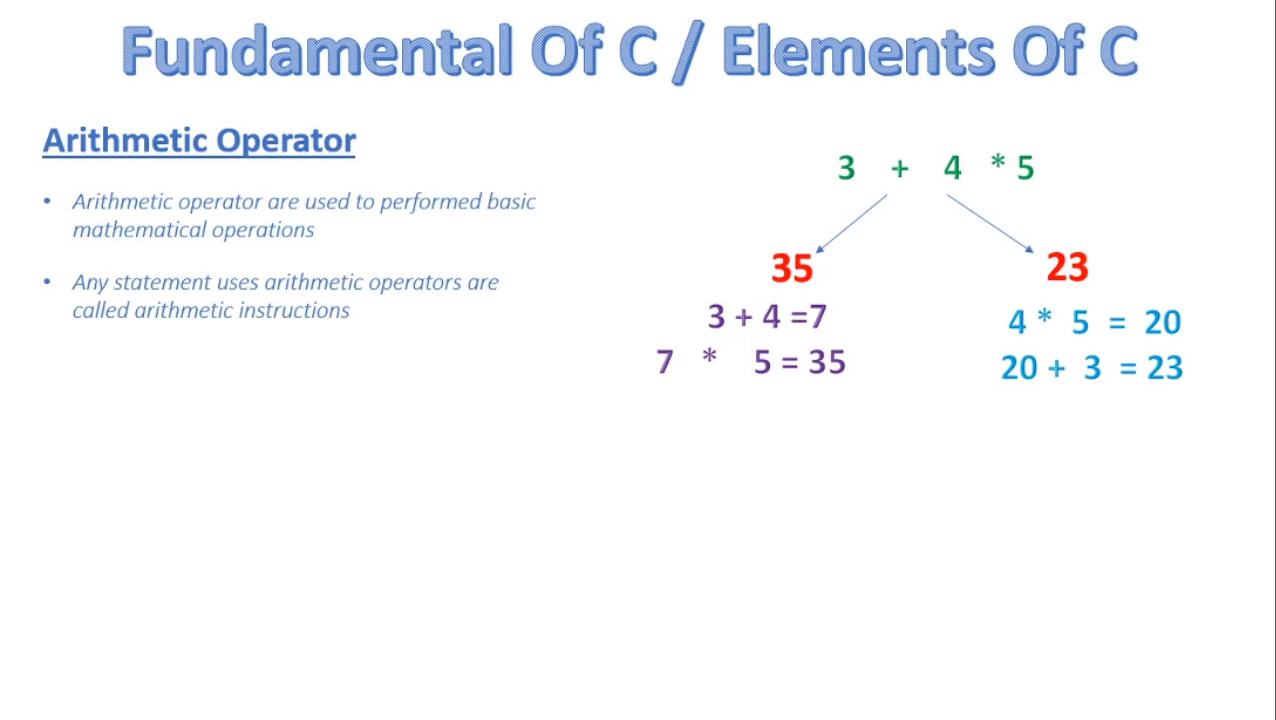 Fundamental Of C / Elements Of C
Arithmetic Operator
• Arithmetic operator are used to performed basic
mathematical operations
• Any statement uses arithmetic operators are
called arithmetic instructions
3 + 4 * 5
35
3 + 4 =7
7 * 5 = 35
23
4 * 5 = 20
20 + 3 = 23